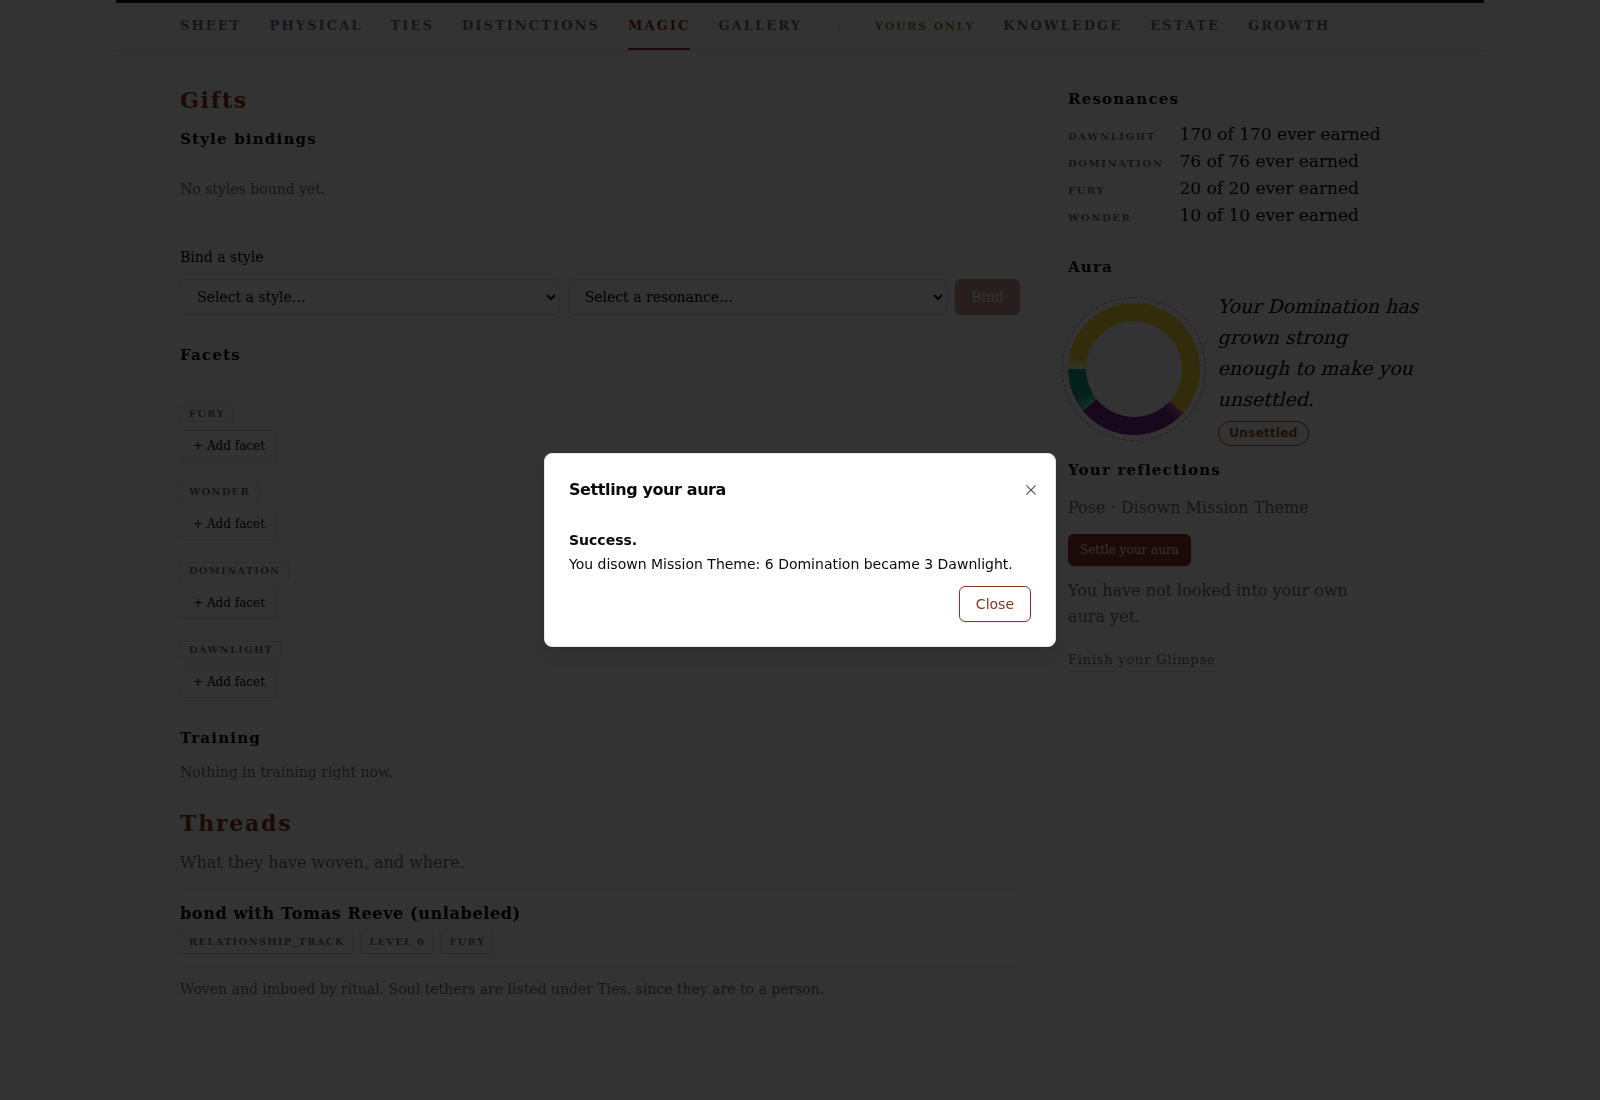 SHEET PHYSICAL TIES DISTINCTIONS MAGIC GALLERY YOURS ONLY KNOWLEDGE ESTATE GROWTH
Gifts
Style bindings
No styles bound yet.
Bind a style
Select a style... Select a resonance... Bind
Facets
FURY
+ Add facet
WONDER
+ Add facet
DOMINATION
+ Add facet
DAWNLIGHT
+ Add facet
Training
Nothing in training right now.
Threads
What they have woven, and where.
bond with Tomas Reeve (unlabeled)
RELATIONSHIP_TRACK LEVEL 0 FURY
Woven and imbued by ritual. Soul tethers are listed under Ties, since they are to a person.
Settling your aura
Success.
You disown Mission Theme: 6 Domination became 3 Dawnlight.
Close
Resonances
DAWNLIGHT 170 of 170 ever earned
DOMINATION 76 of 76 ever earned
FURY 20 of 20 ever earned
WONDER 10 of 10 ever earned
Aura
Your Domination has
grown strong
enough to make you
unsettled.
Unsettled
Your reflections
Pose · Disown Mission Theme
Settle your aura
You have not looked into your own
aura yet.
Finish your Glimpse